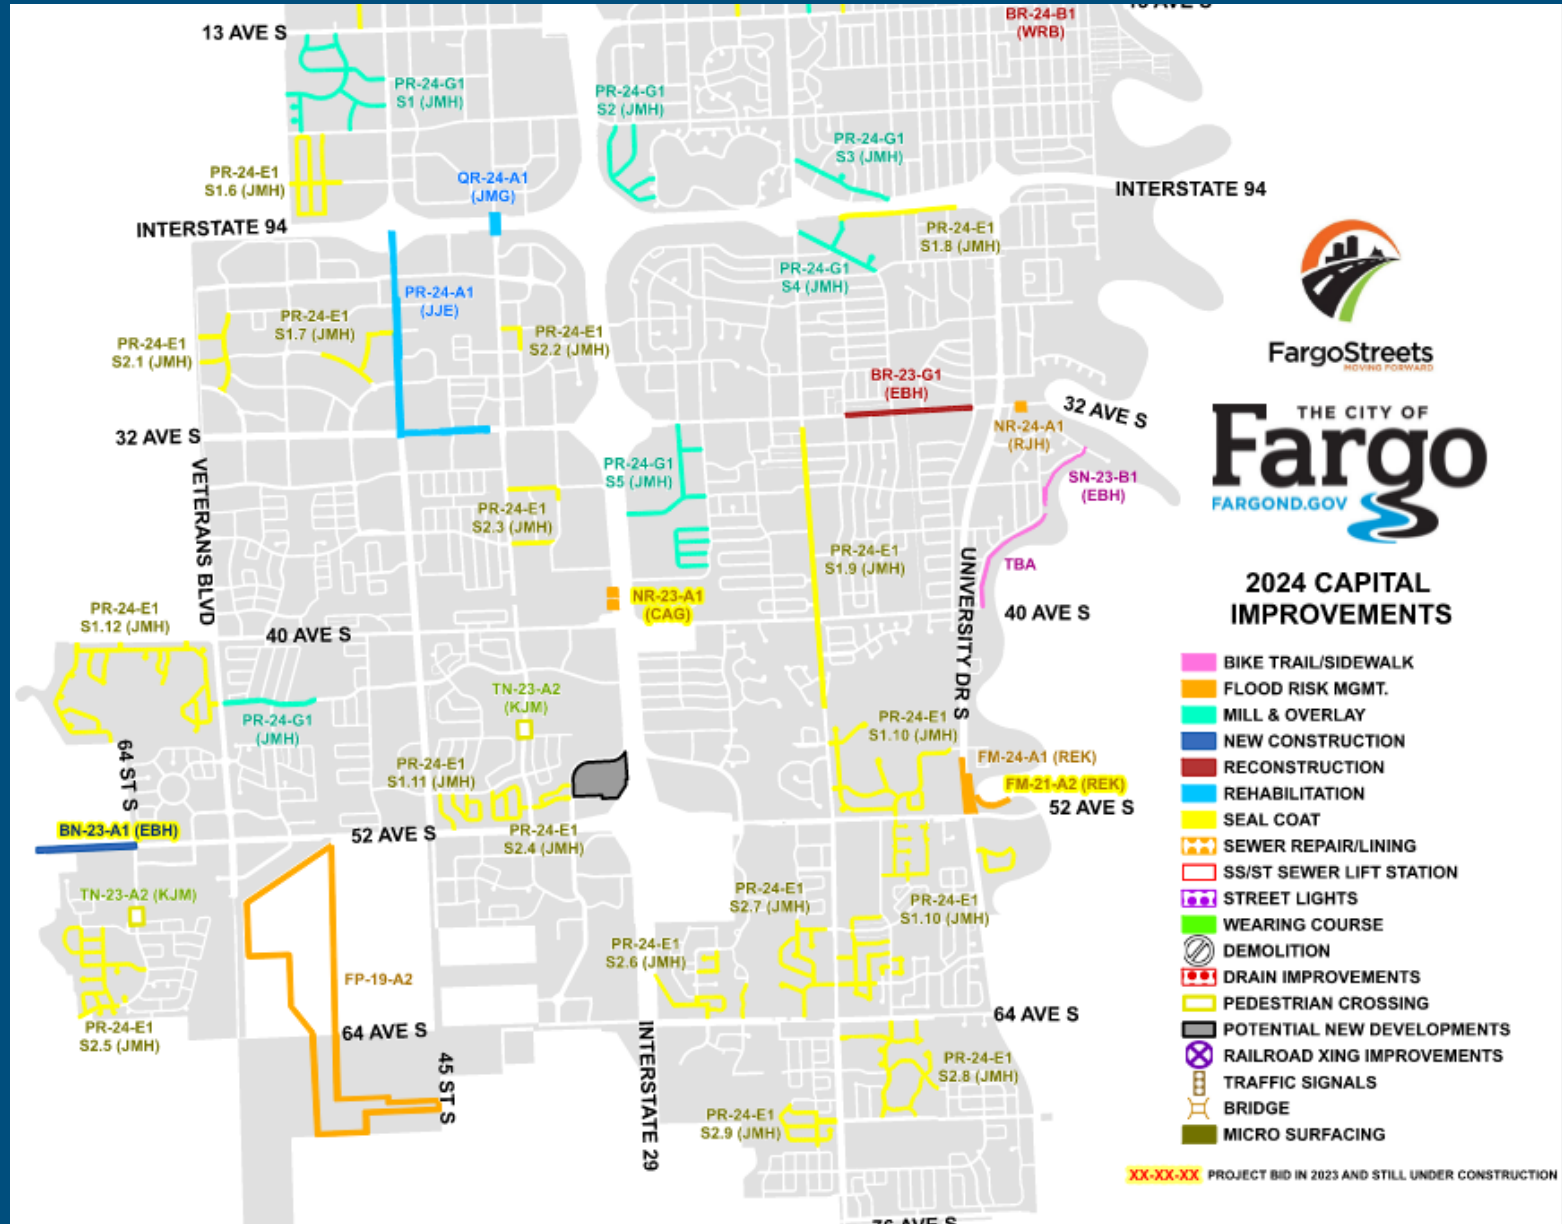 13 AVE S
BR-24-B1
(WRB)
PR-24-G1
S1 (JMH)
PR-24-G1
S2 (JMH)
PR-24-G1
S3 (JMH)
PR-24-E1
S1.6 (JMH)
QR-24-A1
(JMG)
INTERSTATE 94
INTERSTATE 94
PR-24-E1
S1.8 (JMH)
PR-24-G1
S4 (JMH)
PR-24-A1
(JJE)
PR-24-E1
S1.7 (JMH)
PR-24-E1
S2.1 (JMH)
PR-24-E1
S2.2 (JMH)
BR-23-G1
(EBH)
32 AVE S
32 AVE S
NR-24-A1
(RJH)
VETERANS BLVD
PR-24-G1
S5 (JMH)
SN-23-B1
(EBH)
PR-24-E1
S2.3 (JMH)
PR-24-E1
S1.9 (JMH)
TBA
UNIVERSITY DR S
NR-23-A1
(CAG)
40 AVE S
PR-24-E1
S1.12 (JMH)
40 AVE S
TN-23-A2
(KJM)
PR-24-G1
(JMH)
PR-24-E1
S1.10 (JMH)
64 ST S
PR-24-E1
S1.11 (JMH)
FM-24-A1 (REK)
FM-21-A2 (REK)
52 AVE S
BN-23-A1 (EBH)
52 AVE S
PR-24-E1
S2.4 (JMH)
TN-23-A2 (KJM)
PR-24-E1
S2.7 (JMH)
PR-24-E1
S1.10 (JMH)
PR-24-E1
S2.6 (JMH)
FP-19-A2
PR-24-E1
S2.5 (JMH)
64 AVE S
64 AVE S
45 ST S
INTERSTATE 29
PR-24-E1
S2.8 (JMH)
PR-24-E1
S2.9 (JMH)
FargoStreets
MOVING FORWARD
THE CITY OF
Fargo
FARGOND.GOV
2024 CAPITAL
IMPROVEMENTS
BIKE TRAIL/SIDEWALK
FLOOD RISK MGMT.
MILL & OVERLAY
NEW CONSTRUCTION
RECONSTRUCTION
REHABILITATION
SEAL COAT
SEWER REPAIR/LINING
SS/ST SEWER LIFT STATION
STREET LIGHTS
WEARING COURSE
DEMOLITION
DRAIN IMPROVEMENTS
PEDESTRIAN CROSSING
POTENTIAL NEW DEVELOPMENTS
RAILROAD XING IMPROVEMENTS
TRAFFIC SIGNALS
BRIDGE
MICRO SURFACING
XX-XX-XX PROJECT BID IN 2023 AND STILL UNDER CONSTRUCTION